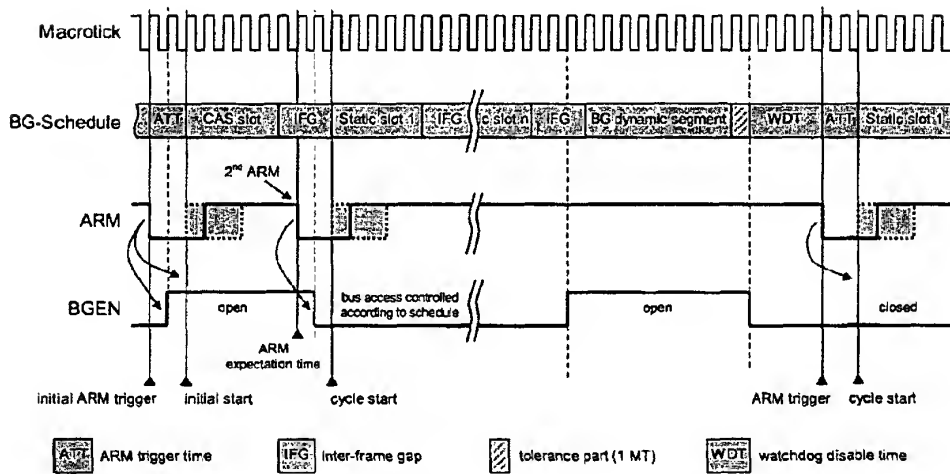 Macrotick
BG-Schedule
ATT CAS slot IFG Static slot 1 IFG c slot n IFG BG dynamic segment WDT ATT Static slot 1
2nd ARM
ARM
BGEN
open
bus access controlled
according to schedule
open
closed
ARM
expectation time
initial ARM trigger
initial start
cycle start
ARM trigger
cycle start
ATT ARM trigger time
IFG Inter-frame gap
tolerance part (1 MT)
WDT watchdog disable time